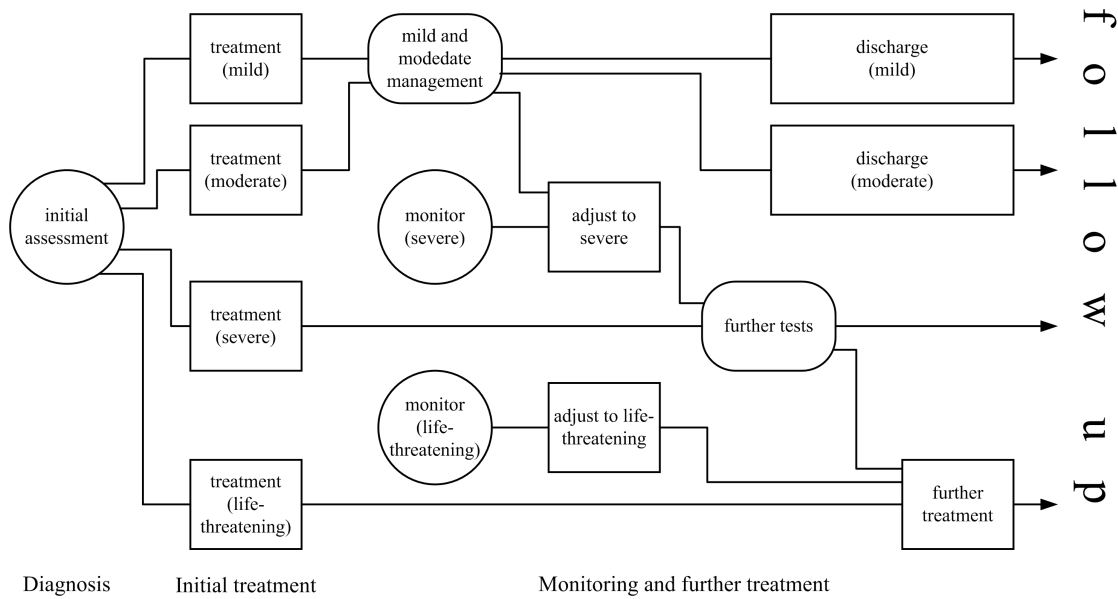 treatment
(mild)
mild and
modedate
management
discharge
(mild)
treatment
(moderate)
discharge
(moderate)
initial
assessment
monitor
(severe)
adjust to
severe
treatment
(severe)
further tests
monitor
(life-
threatening)
adjust to life-
threatening
treatment
(life-
threatening)
further
treatment
follow up
Diagnosis
Initial treatment
Monitoring and further treatment